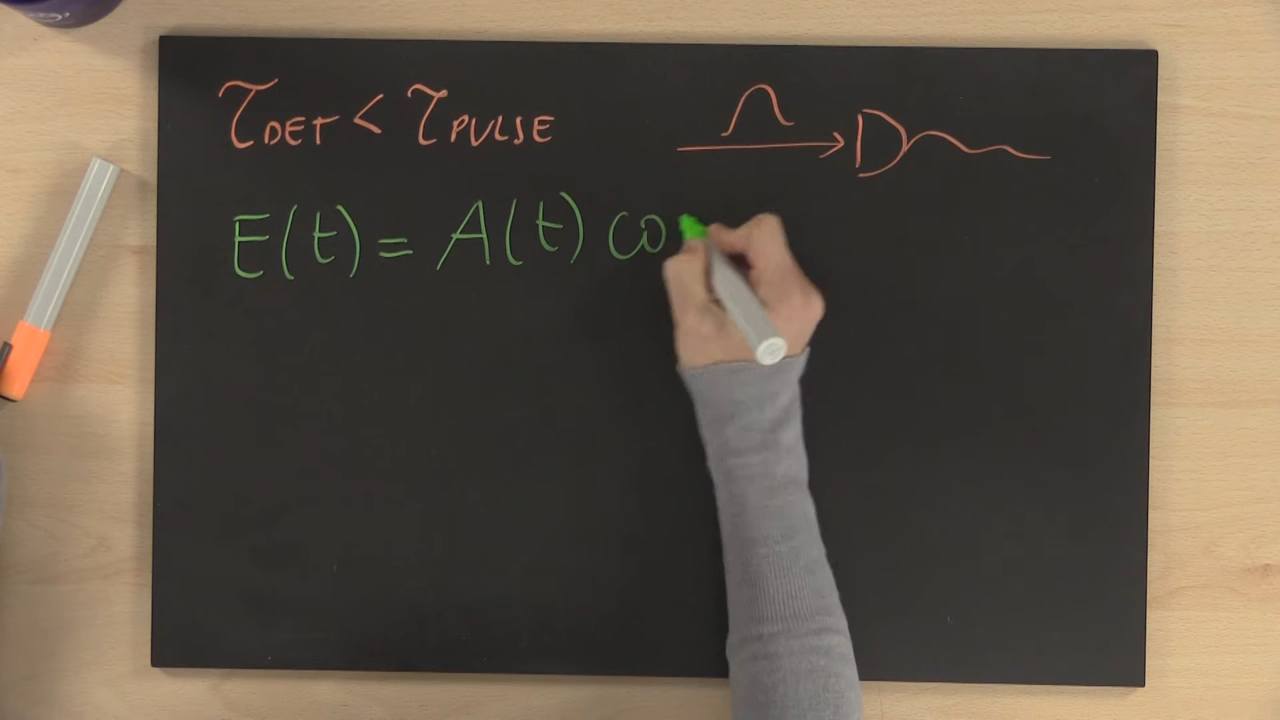 τDET < τPULSE
E(t) = A(t) co